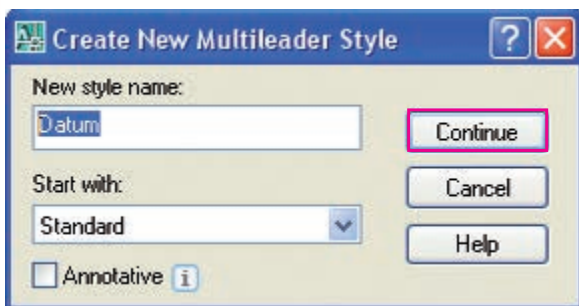 Create New Multileader Style
New style name:
Datum
Continue
Start with:
Cancel
Standard
Help
Annotative